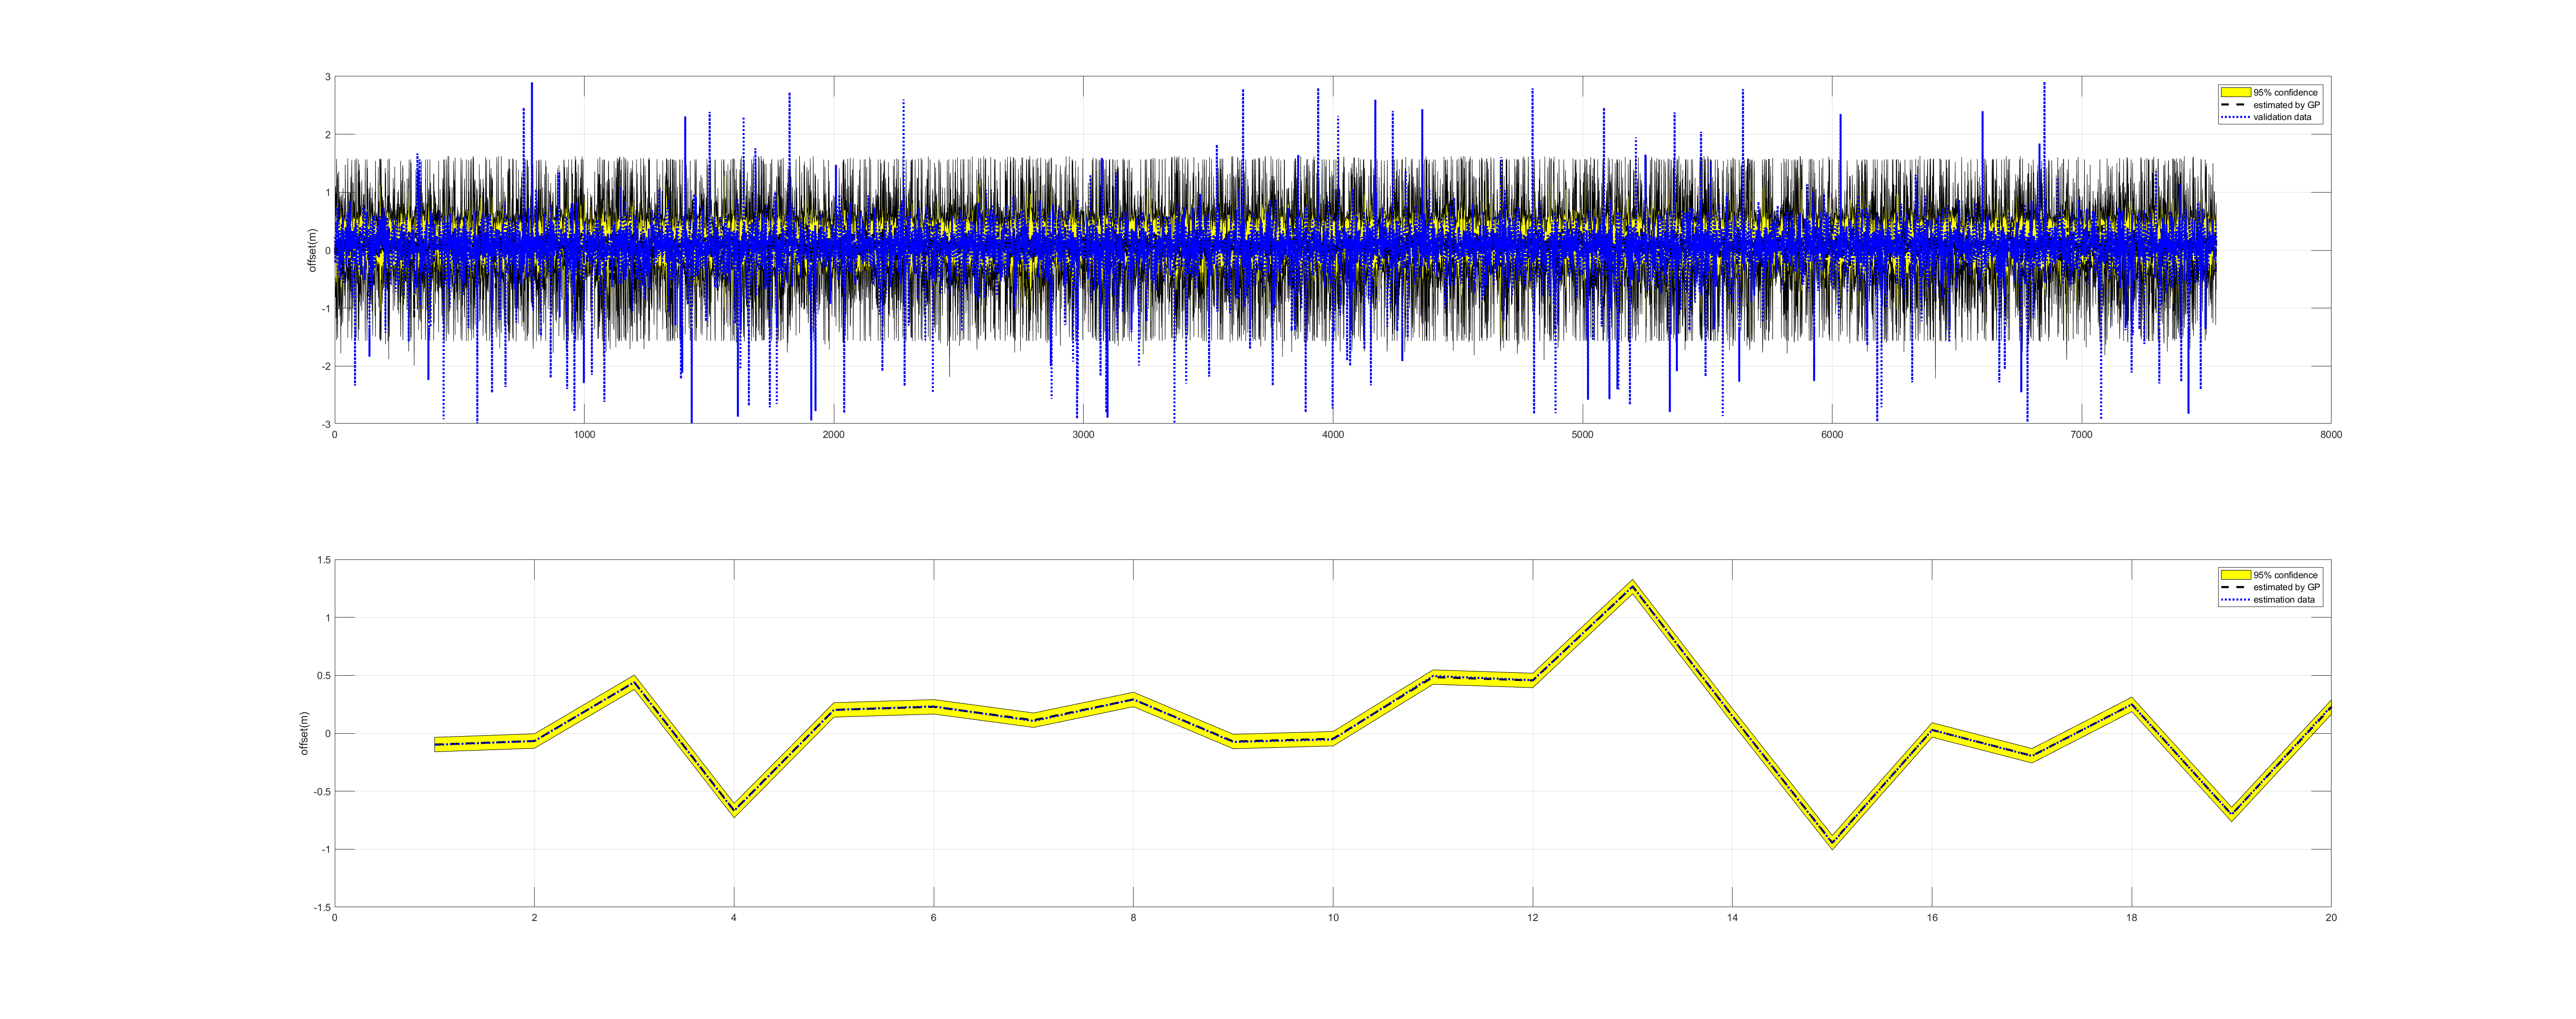 3
2
1
0
-1
-2
-3
offset(m)
0 1000 2000 3000 4000 5000 6000 7000 8000
95% confidence
estimated by GP
validation data
1.5
1
0.5
0
-0.5
-1
-1.5
offset(m)
0 2 4 6 8 10 12 14 16 18 20
95% confidence
estimated by GP
estimation data